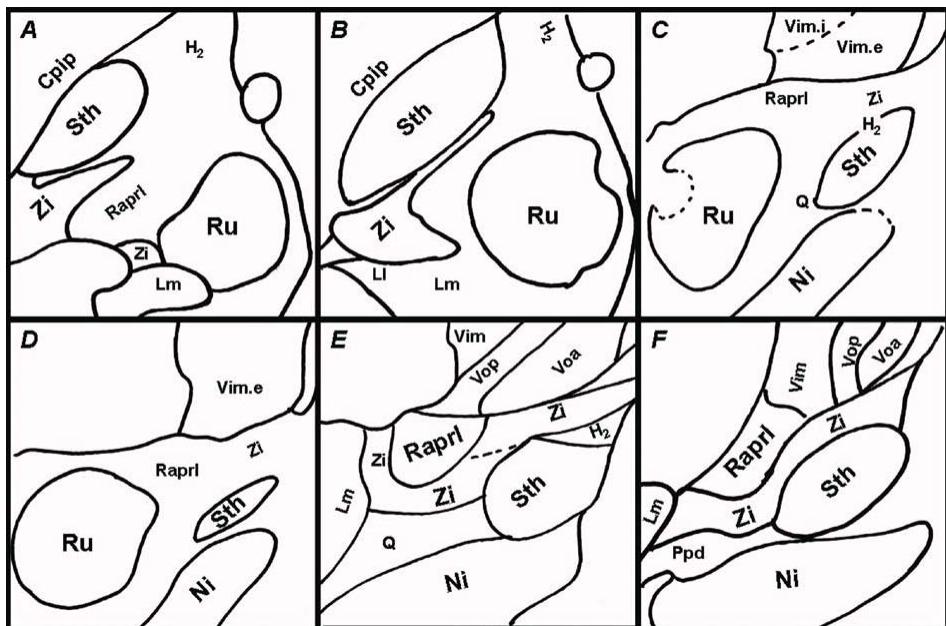 A
H2
Cpip
Sth
Zi
Raprl
Ru
Zi
Lm
B
H2
Cpip
Sth
Zi
Ru
Ll
Lm
C
Vim.i
Vim.e
Raprl
Zi
H2
Sth
Ru
Q
Ni
D
Vim.e
Zi
Raprl
Sth
Ru
Ni
E
Vim
Vop
Voa
Zi
Raprl
H2
Zi
Zi
Sth
Lm
Q
Ni
F
Vop
Voa
Vim
Zi
Raprl
Sth
Lm
Zi
Ppd
Ni